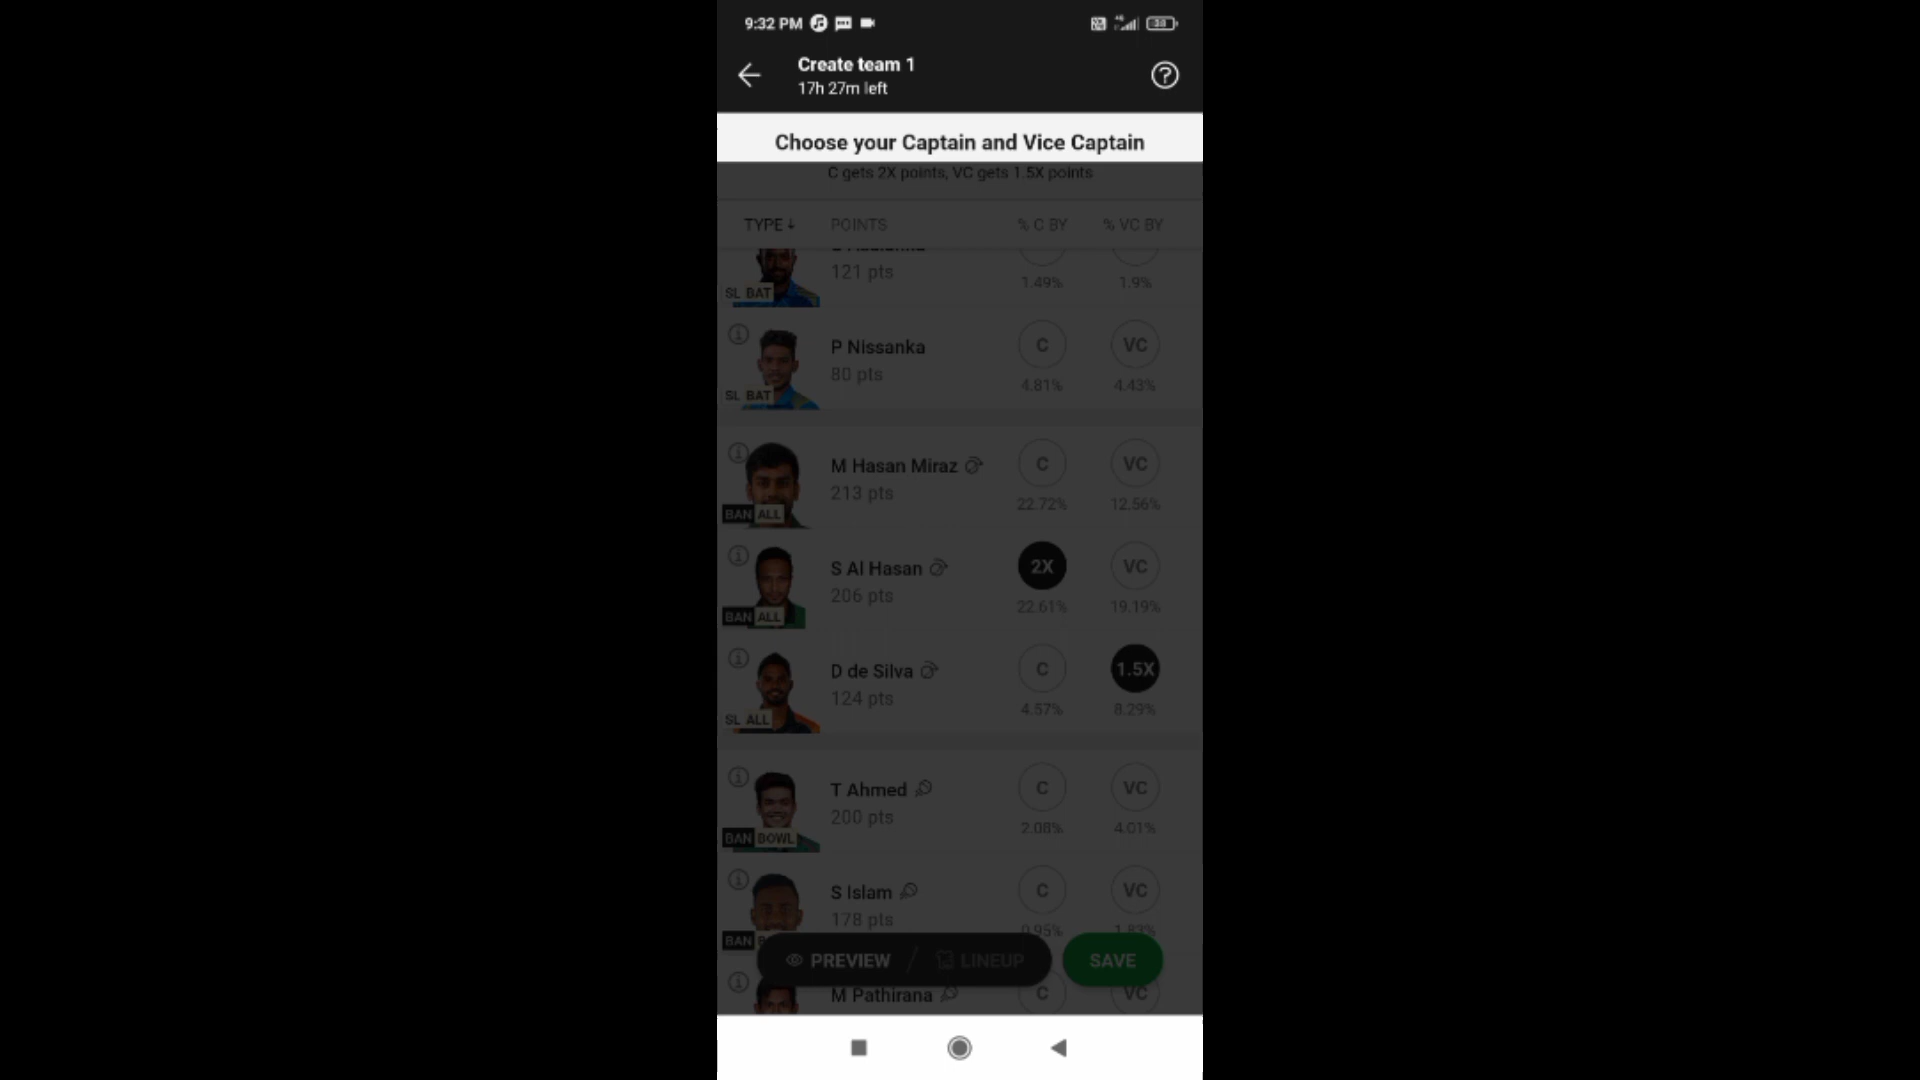 9:32 PM
Create team 1
17h 27m left
Choose your Captain and Vice Captain
C gets 2X points, VC gets 1.5X points
TYPE ↓ POINTS % C BY % VC BY
121 pts
1.49% 1.9%
SL BAT
P Nissanka C VC
80 pts
4.81% 4.43%
SL BAT
M Hasan Miraz C VC
213 pts
22.72% 12.56%
BAN ALL
S Al Hasan 2X VC
206 pts
22.61% 19.19%
BAN ALL
D de Silva C 1.5X
124 pts
4.57% 8.29%
SL ALL
T Ahmed C VC
200 pts
2.08% 4.01%
BAN BOWL
S Islam C VC
178 pts
0.95% 1.83%
BAN
PREVIEW / LINEUP SAVE
M Pathirana C VC